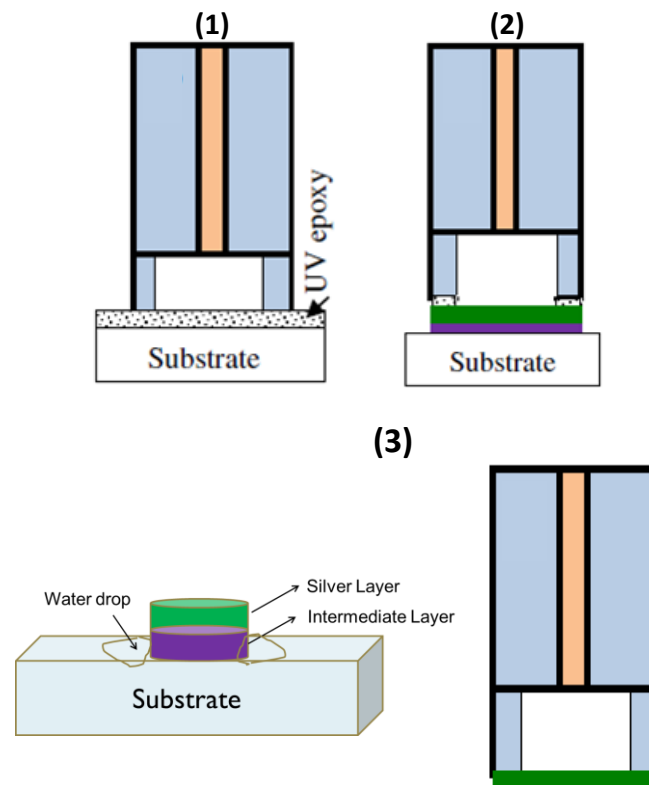 (1)
(2)
UV epoxy
Substrate
Substrate
(3)
Water drop
Silver Layer
Intermediate Layer
Substrate